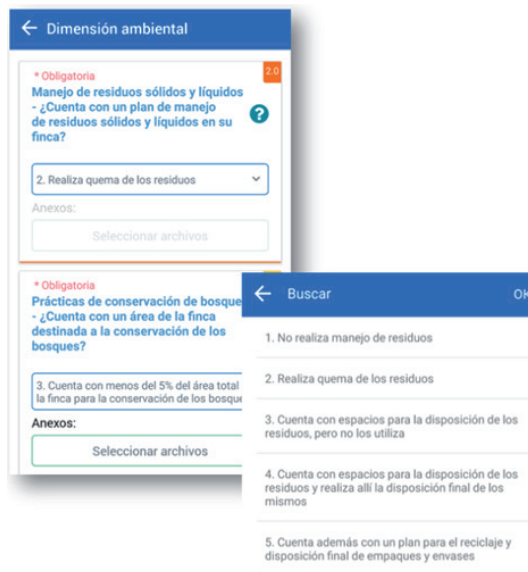 ← Dimensión ambiental
* Obligatoria
2.0
Manejo de residuos sólidos y líquidos
- ¿Cuenta con un plan de manejo
de residuos sólidos y líquidos en su
finca?
?
2. Realiza quema de los residuos
Anexos:
Seleccionar archivos
* Obligatoria
Prácticas de conservación de bosque
- ¿Cuenta con un área de la finca
destinada a la conservación de los
bosques?
3. Cuenta con menos del 5% del área total
la finca para la conservación de los bosque
Anexos:
Seleccionar archivos
← Buscar
OK
1. No realiza manejo de residuos
2. Realiza quema de los residuos
3. Cuenta con espacios para la disposición de los
residuos, pero no los utiliza
4. Cuenta con espacios para la disposición de los
residuos y realiza allí la disposición final de los
mismos
5. Cuenta además con un plan para el reciclaje y
disposición final de empaques y envases